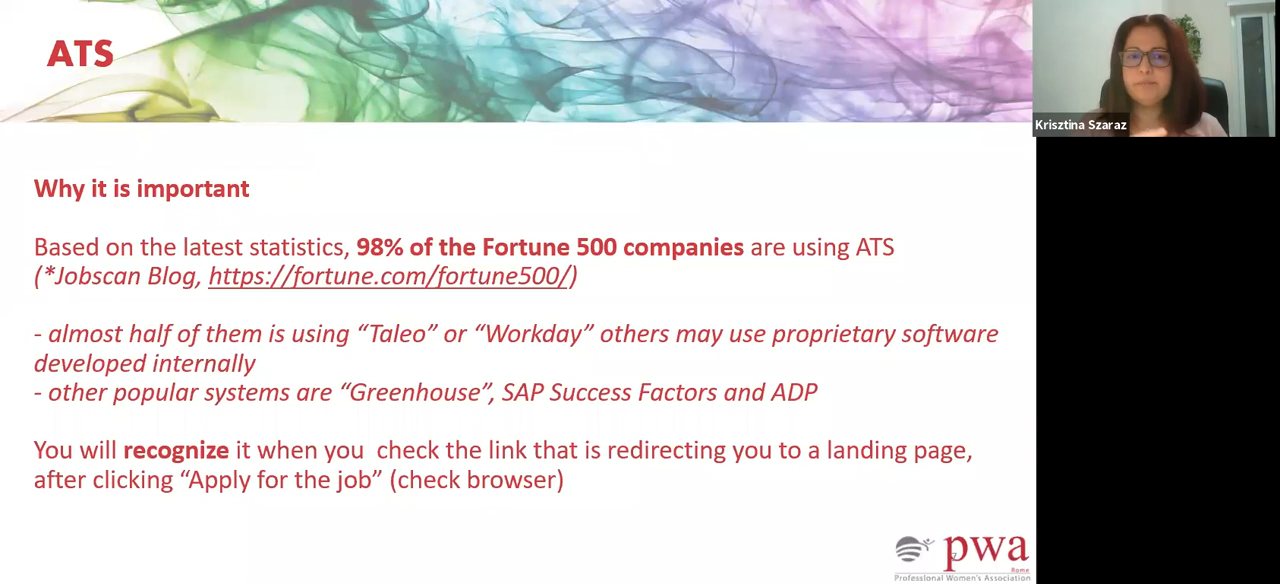 ATS
Krisztina Szaraz
Why it is important
Based on the latest statistics, 98% of the Fortune 500 companies are using ATS
(*Jobscan Blog, https://fortune.com/fortune500/)
- almost half of them is using “Taleo” or “Workday” others may use proprietary software
developed internally
- other popular systems are “Greenhouse”, SAP Success Factors and ADP
You will recognize it when you  check the link that is redirecting you to a landing page,
after clicking “Apply for the job” (check browser)
pwa
7
Rome
Professional Women's Association